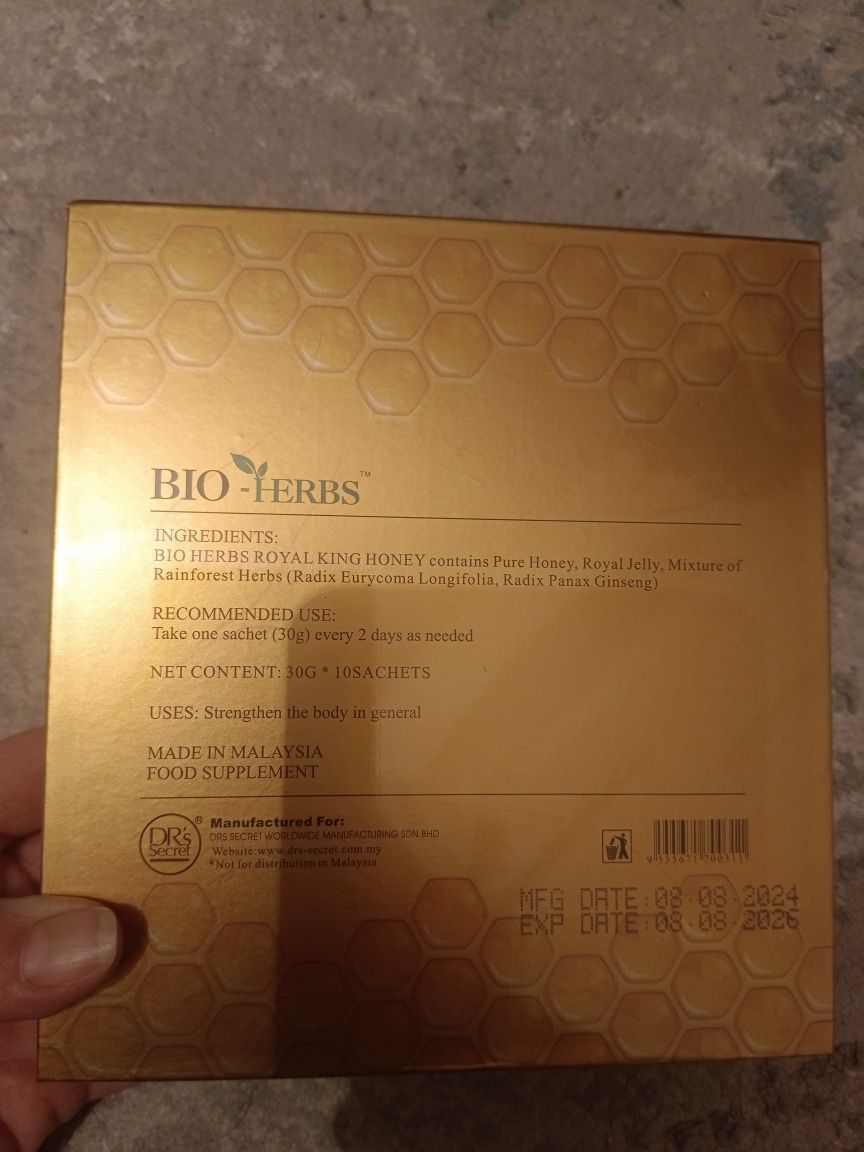 BIO-HERBS™
INGREDIENTS:
BIO HERBS ROYAL KING HONEY contains Pure Honey, Royal Jelly, Mixture of
Rainforest Herbs (Radix Eurycoma Longifolia, Radix Panax Ginseng)
RECOMMENDED USE:
Take one sachet (30g) every 2 days as needed
NET CONTENT: 30G * 10SACHETS
USES: Strengthen the body in general
MADE IN MALAYSIA
FOOD SUPPLEMENT
DR's
Secret®
Manufactured For:
DRS SECRET WORLDWIDE MANUFACTURING SDN BHD
Website:www.drs-secret.com.my
*Not for distribution in Malaysia
9 555671 700311
MFG DATE:08·08·2024
EXP DATE:08·08·2026